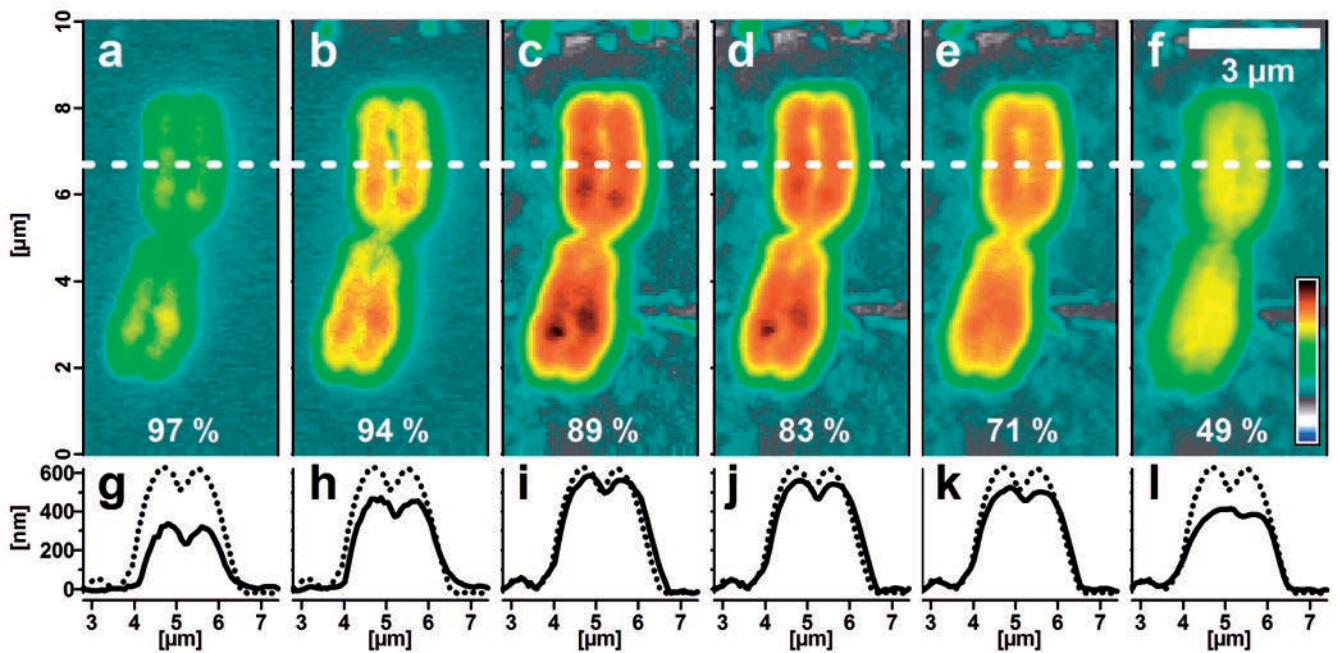 a b c d e f
3 µm
10
8
6
4
2
0
[µm]
97 % 94 % 89 % 83 % 71 % 49 %
g h i j k l
600
400
200
0
[nm]
3 4 5 6 7 3 4 5 6 7 3 4 5 6 7 3 4 5 6 7 3 4 5 6 7 3 4 5 6 7
[µm] [µm] [µm] [µm] [µm] [µm]